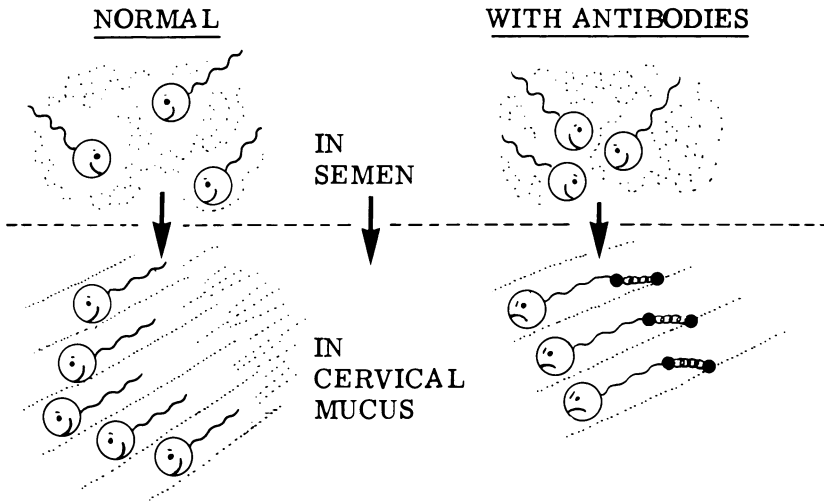 NORMAL
WITH ANTIBODIES
IN
SEMEN
IN
CERVICAL
MUCUS